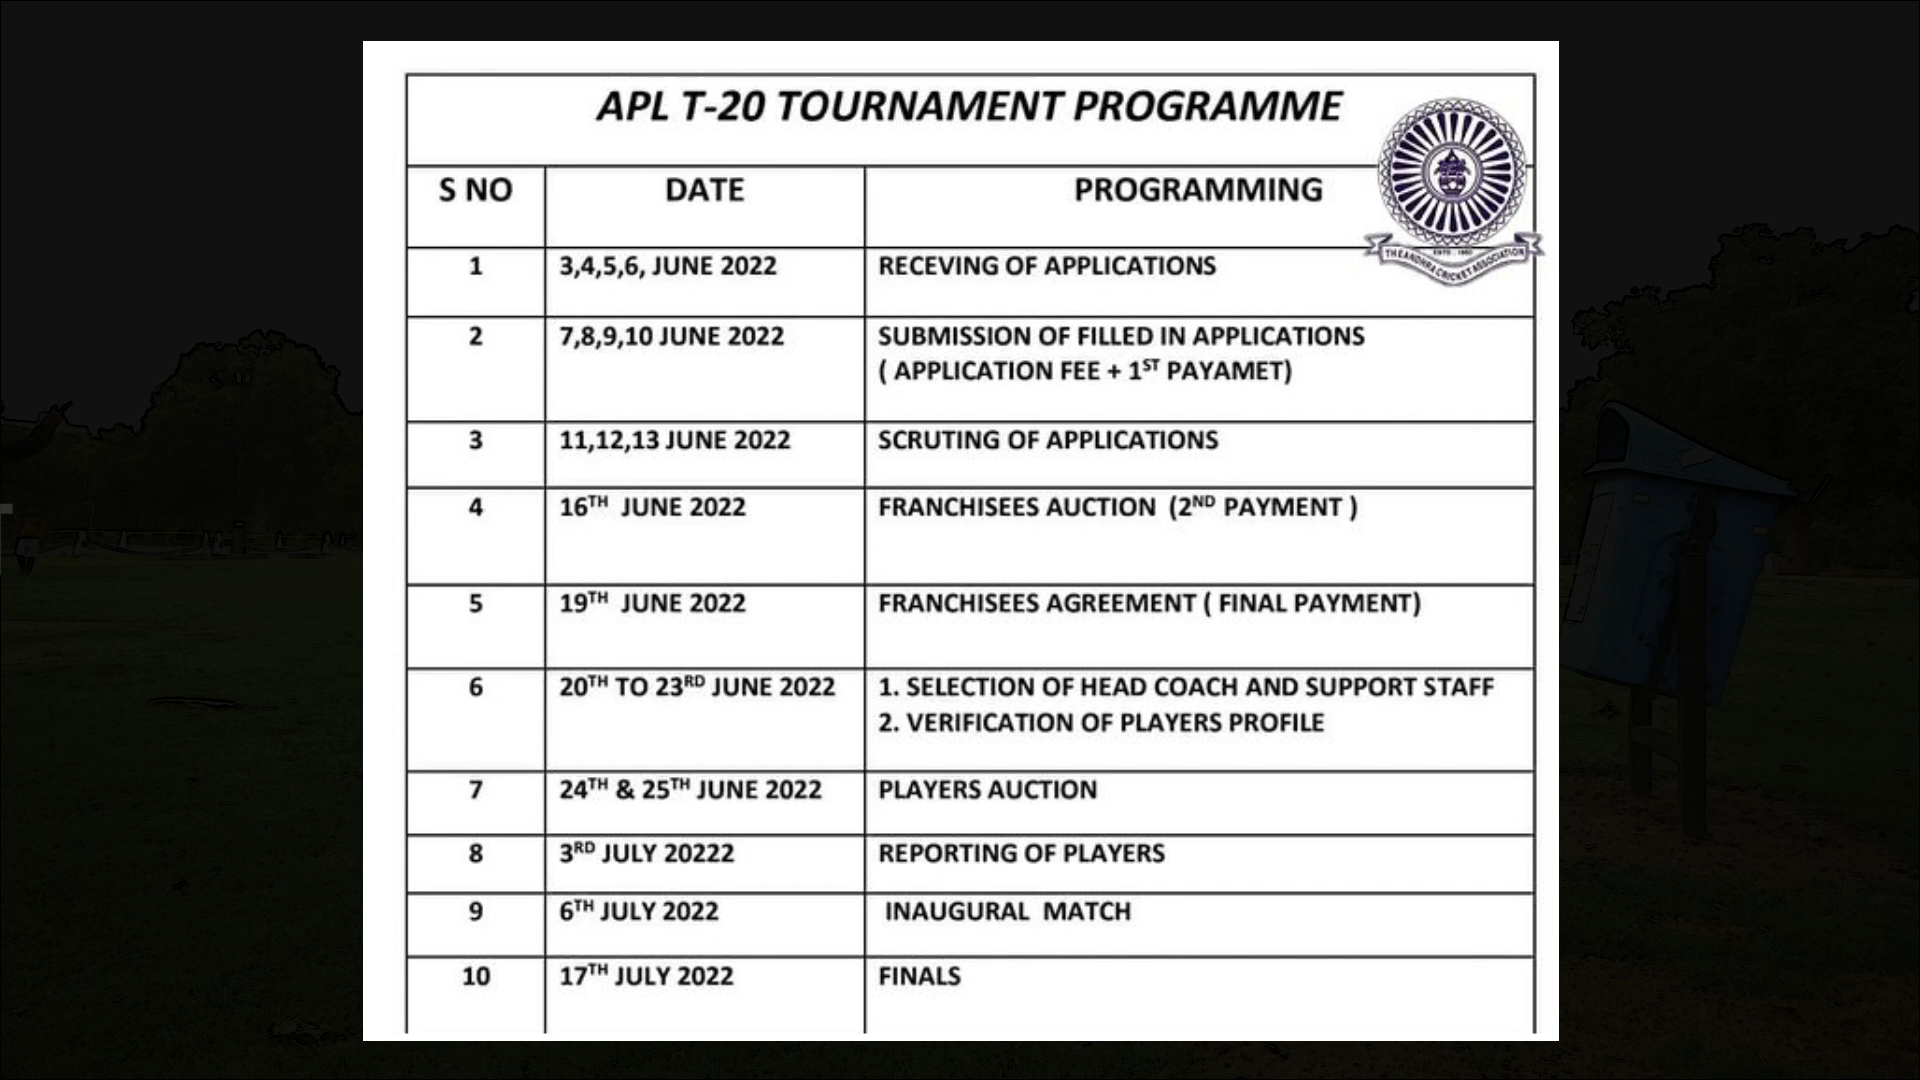 APL T-20 TOURNAMENT PROGRAMME
S NO DATE PROGRAMMING
1 3,4,5,6, JUNE 2022 RECEVING OF APPLICATIONS
THE ANDHRA CRICKET ASSOCIATION
2 7,8,9,10 JUNE 2022 SUBMISSION OF FILLED IN APPLICATIONS
( APPLICATION FEE + 1ST PAYAMET)
3 11,12,13 JUNE 2022 SCRUTING OF APPLICATIONS
4 16TH JUNE 2022 FRANCHISEES AUCTION (2ND PAYMENT )
5 19TH JUNE 2022 FRANCHISEES AGREEMENT ( FINAL PAYMENT)
6 20TH TO 23RD JUNE 2022 1. SELECTION OF HEAD COACH AND SUPPORT STAFF
2. VERIFICATION OF PLAYERS PROFILE
7 24TH & 25TH JUNE 2022 PLAYERS AUCTION
8 3RD JULY 20222 REPORTING OF PLAYERS
9 6TH JULY 2022 INAUGURAL MATCH
10 17TH JULY 2022 FINALS